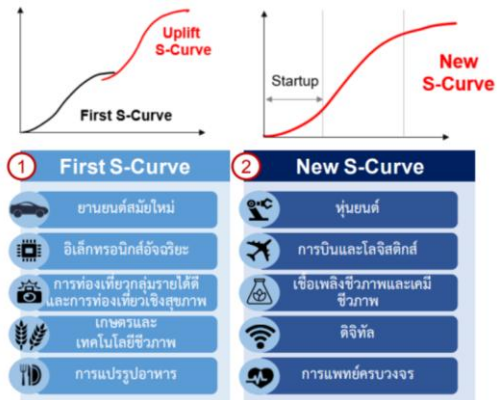 Uplift
S-Curve
First S-Curve
Startup
New
S-Curve
1 First S-Curve
ยานยนต์สมัยใหม่
อิเล็กทรอนิกส์อัจฉริยะ
การท่องเที่ยวกลุ่มรายได้ดี
และการท่องเที่ยวเชิงสุขภาพ
เกษตรและ
เทคโนโลยีชีวภาพ
การแปรรูปอาหาร
2 New S-Curve
หุ่นยนต์
การบินและโลจิสติกส์
เชื้อเพลิงชีวภาพและเคมี
ชีวภาพ
ดิจิทัล
การแพทย์ครบวงจร